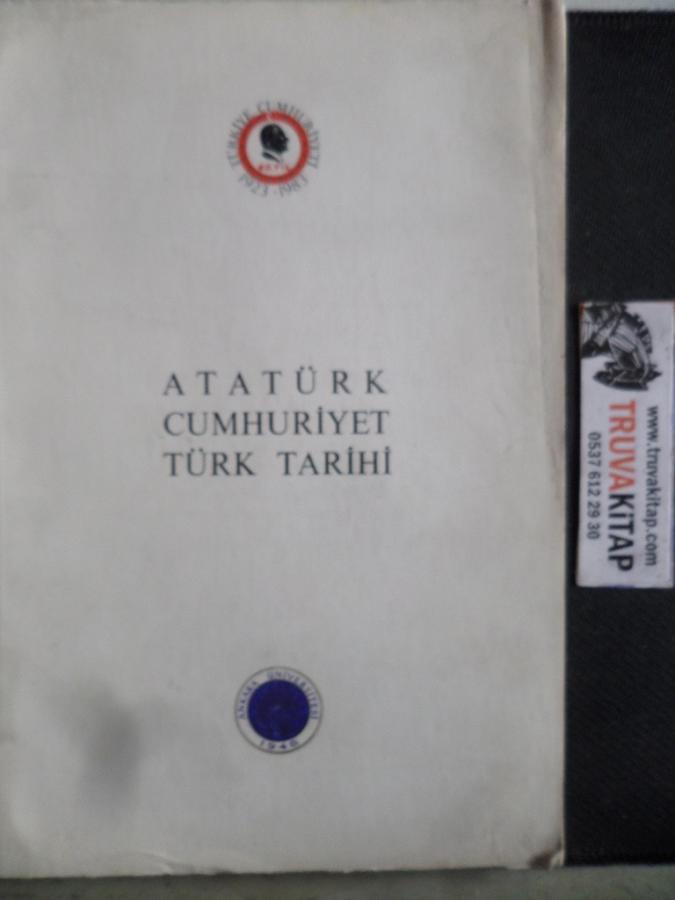 TÜRKİYE CUMHURİYETİ
1923-1983
ATATÜRK
CUMHURİYET
TÜRK TARİHİ
ANKARA ÜNİVERSİTESİ
1946
www.truvakitap.com
TRUVAKİTAP
0537 612 29 30